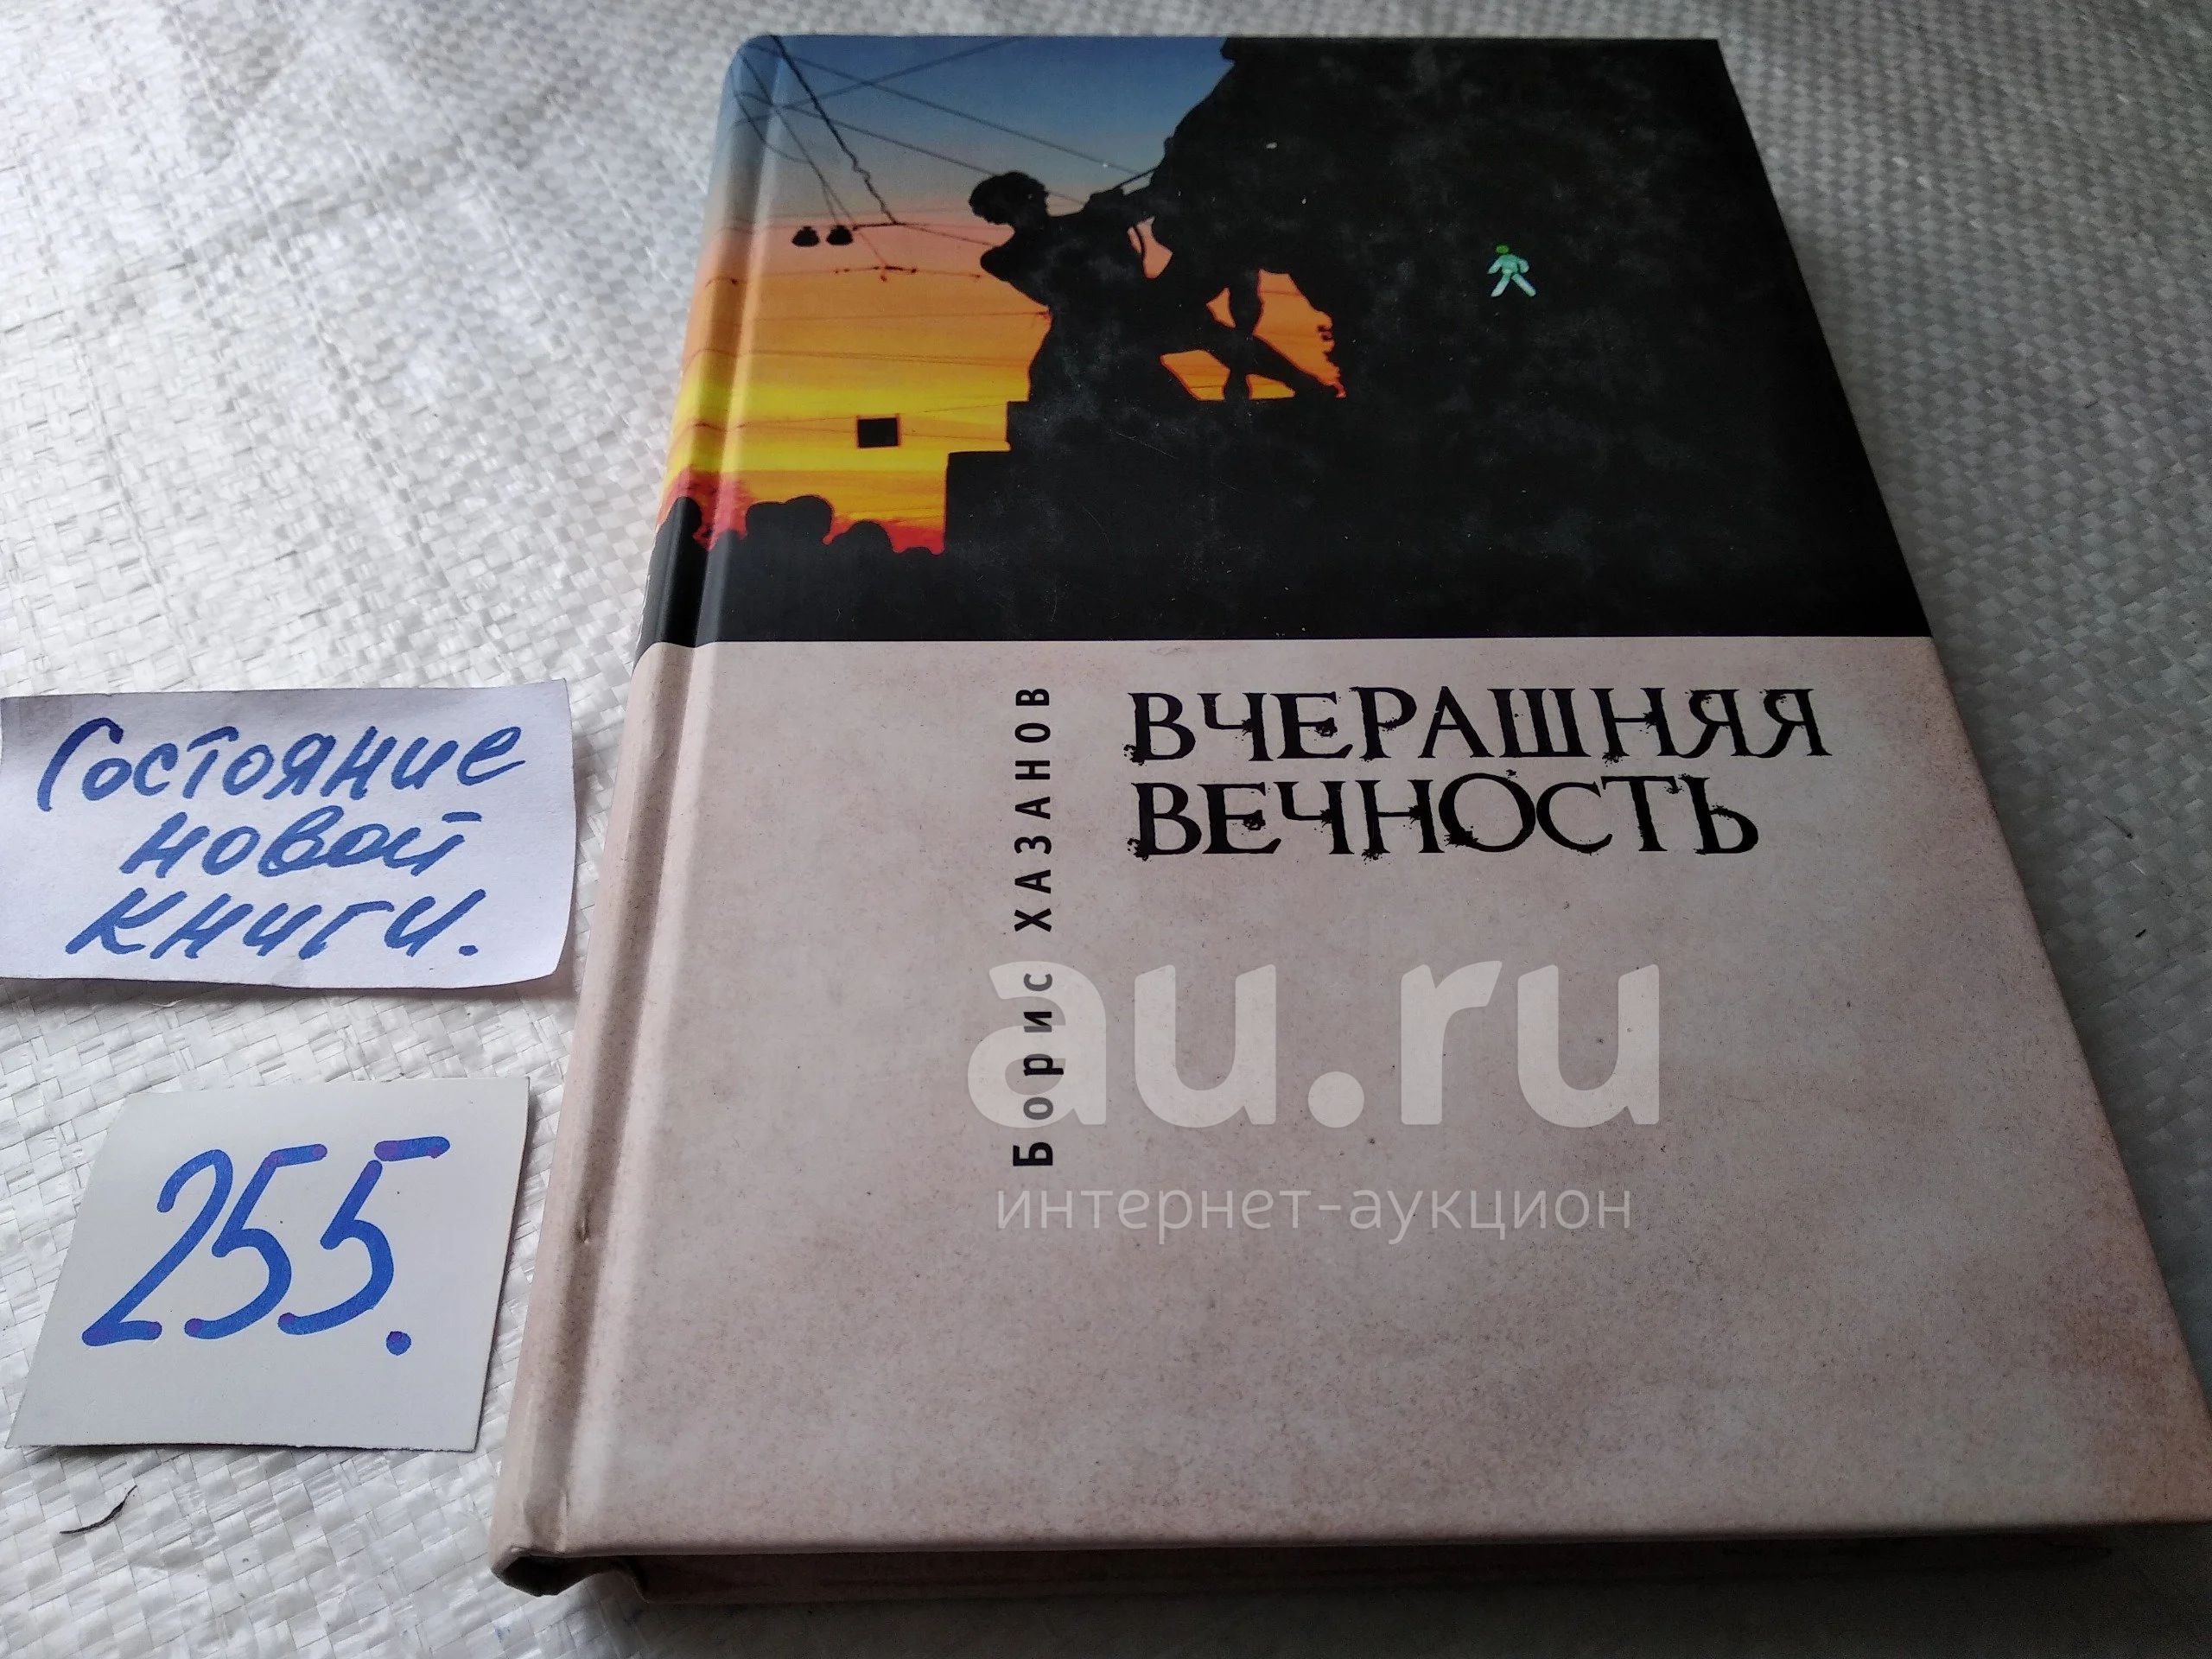 Состояние
новой
книги.
255.
Борис ХАЗАНОВ
ВЧЕРАШНЯЯ
ВЕЧНОСТЬ
au.ru
интернет-аукцион